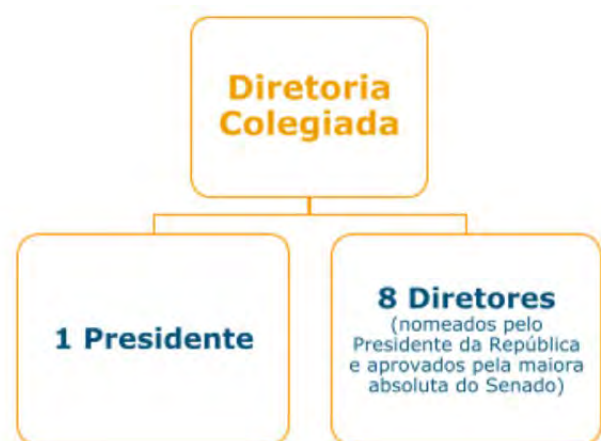 Diretoria
Colegiada
1 Presidente
8 Diretores
(nomeados pelo
Presidente da República
e aprovados pela maiora
absoluta do Senado)